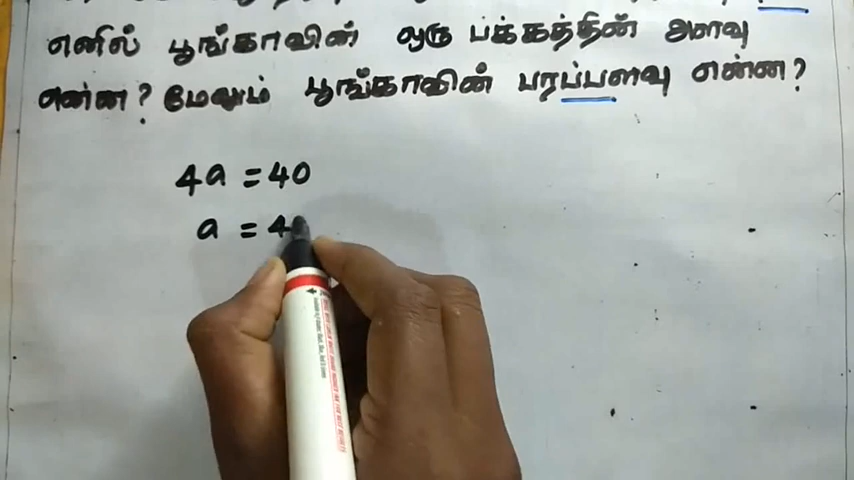 எனில் பூங்காவின் ஒரு பக்கத்தின் அளவு
என்ன? மேலும் பூங்காவின் பரப்பளவு என்ன?
4a = 40
a = 4